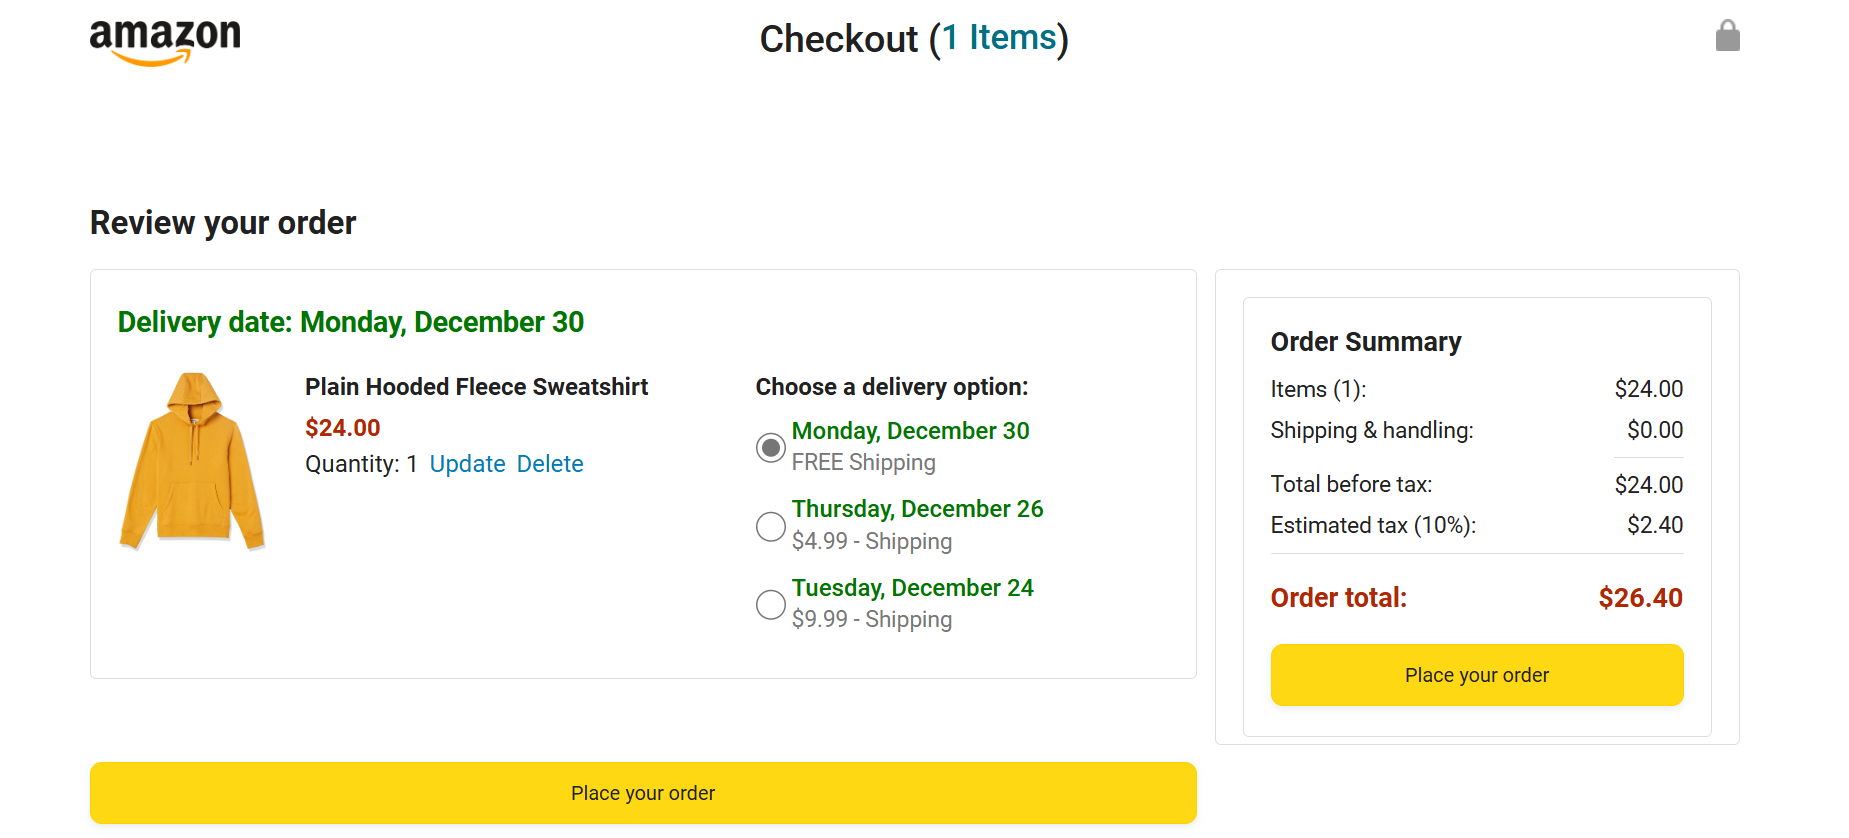 amazon
Checkout (1 Items)
Review your order
Delivery date: Monday, December 30
Plain Hooded Fleece Sweatshirt
$24.00
Quantity: 1 Update Delete
Choose a delivery option:
Monday, December 30
FREE Shipping
Thursday, December 26
$4.99 - Shipping
Tuesday, December 24
$9.99 - Shipping
Order Summary
Items (1): $24.00
Shipping & handling: $0.00
Total before tax: $24.00
Estimated tax (10%): $2.40
Order total: $26.40
Place your order
Place your order